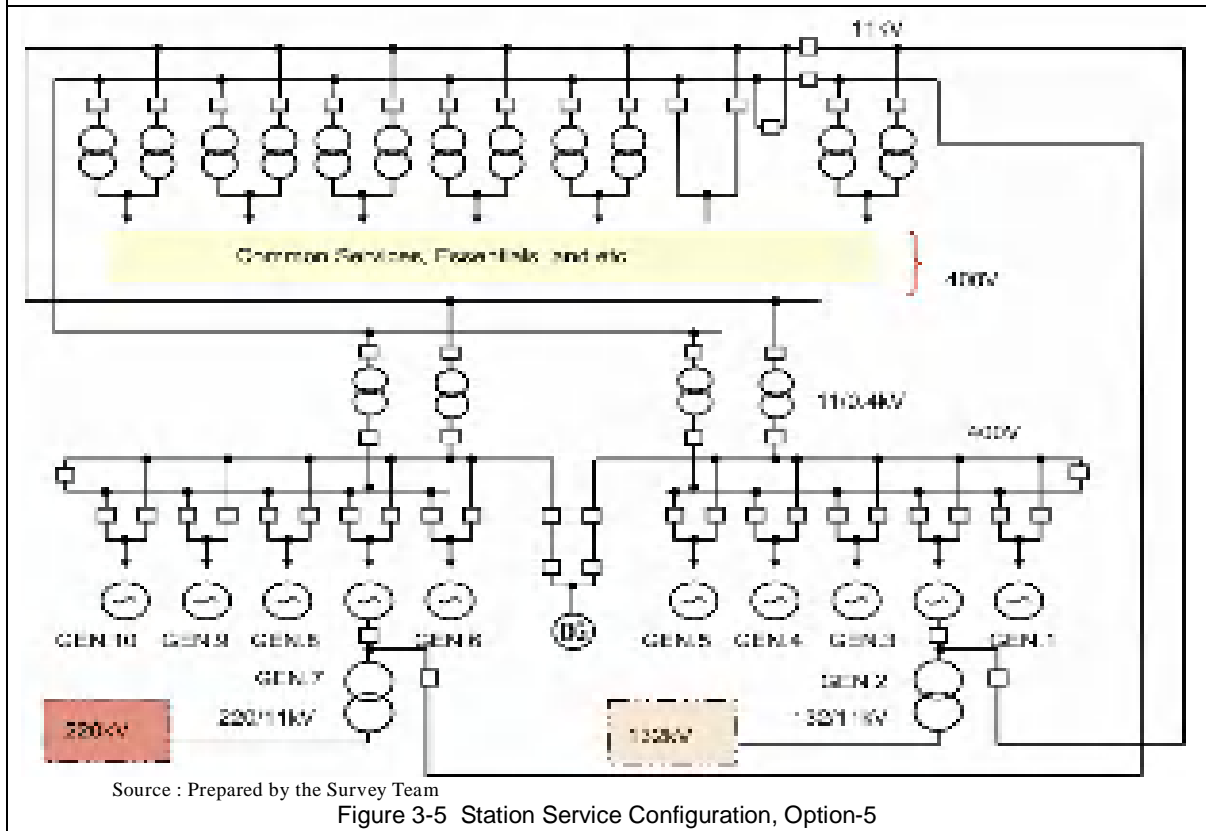 11kV
Common Services, Essentials, and etc
400V
11/0.4kV
400V
GEN.10
GEN.9
GEN.8
GEN.6
DG
GEN.5
GEN.4
GEN.3
GEN.1
GEN.7
GEN.2
220/11kV
132/11kV
220kV
132kV
Source : Prepared by the Survey Team
Figure 3-5 Station Service Configuration, Option-5